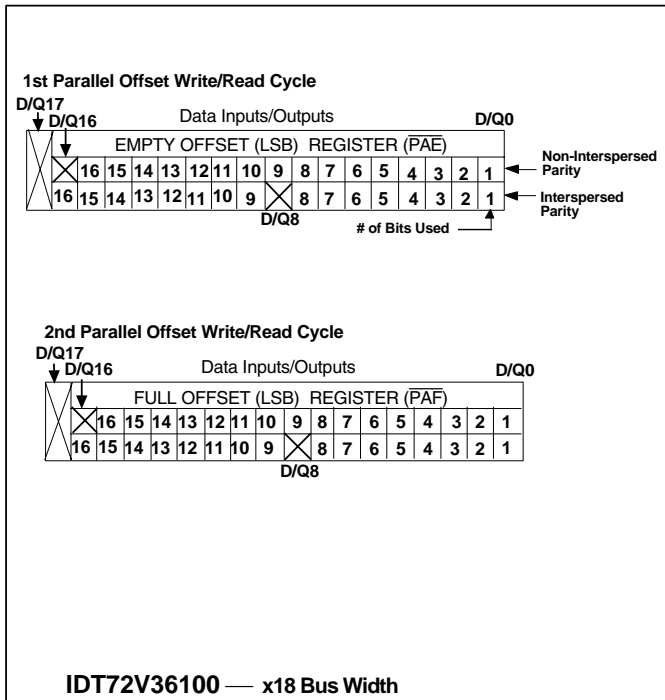 1st Parallel Offset Write/Read Cycle
D/Q17
D/Q16
Data Inputs/Outputs
D/Q0
EMPTY OFFSET (LSB) REGISTER (PAE)
16 15 14 13 12 11 10 9 8 7 6 5 4 3 2 1
Non-Interspersed
Parity
16 15 14 13 12 11 10 9 8 7 6 5 4 3 2 1
Interspersed
Parity
D/Q8
# of Bits Used
2nd Parallel Offset Write/Read Cycle
D/Q17
D/Q16
Data Inputs/Outputs
D/Q0
FULL OFFSET (LSB) REGISTER (PAF)
16 15 14 13 12 11 10 9 8 7 6 5 4 3 2 1
16 15 14 13 12 11 10 9 8 7 6 5 4 3 2 1
D/Q8
IDT72V36100 — x18 Bus Width